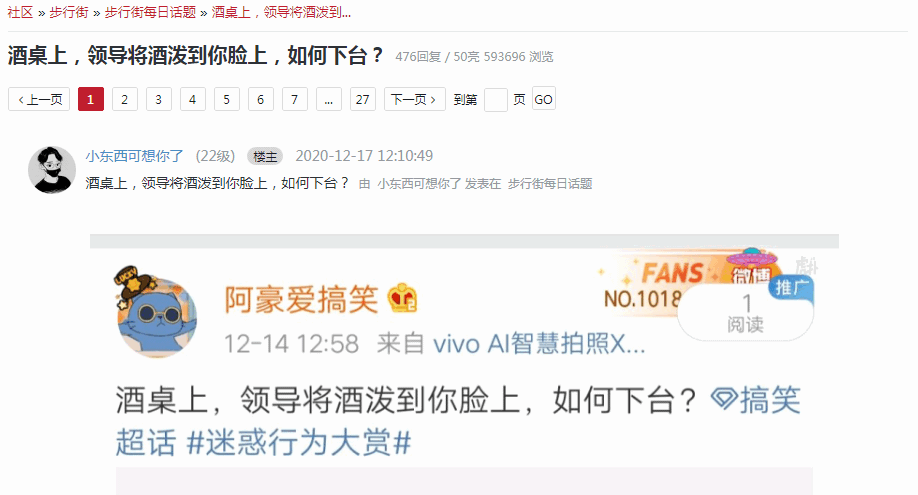 社区 » 步行街 » 步行街每日话题 » 酒桌上，领导将酒泼到...
酒桌上，领导将酒泼到你脸上，如何下台？ 476回复 / 50亮 593696 浏览
‹ 上一页 1 2 3 4 5 6 7 ... 27 下一页 › 到第 页 GO
小东西可想你了 (22级) 楼主 2020-12-17 12:10:49
酒桌上，领导将酒泼到你脸上，如何下台？ 由 小东西可想你了 发表在 步行街每日话题
FANS 微博
推广
阿豪爱搞笑
NO.1018
1
阅读
12-14 12:58 来自 vivo AI智慧拍照X...
酒桌上，领导将酒泼到你脸上，如何下台？搞笑
超话 #迷惑行为大赏#